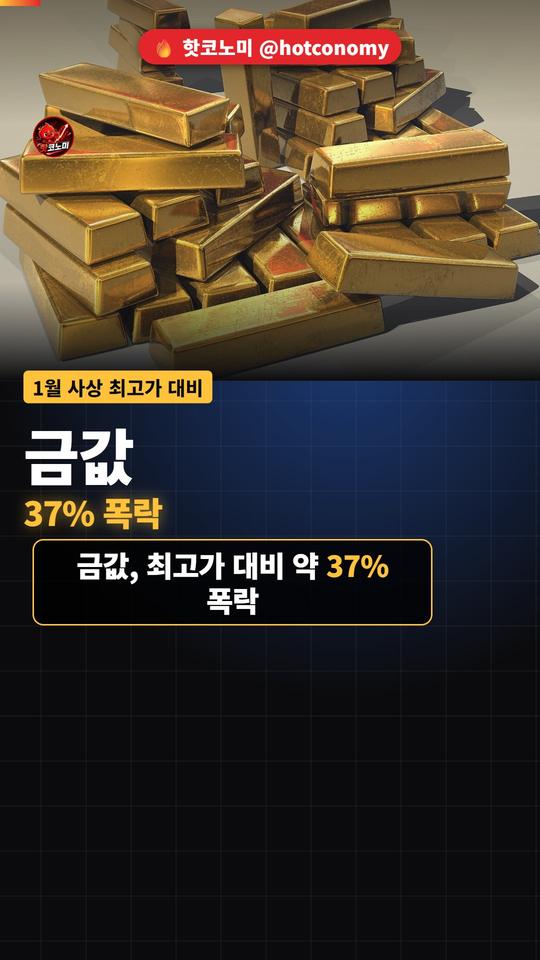 🔥 핫코노미 @hotconomy
핫코노미
1월 사상 최고가 대비
금값
37% 폭락
금값, 최고가 대비 약 37%
폭락